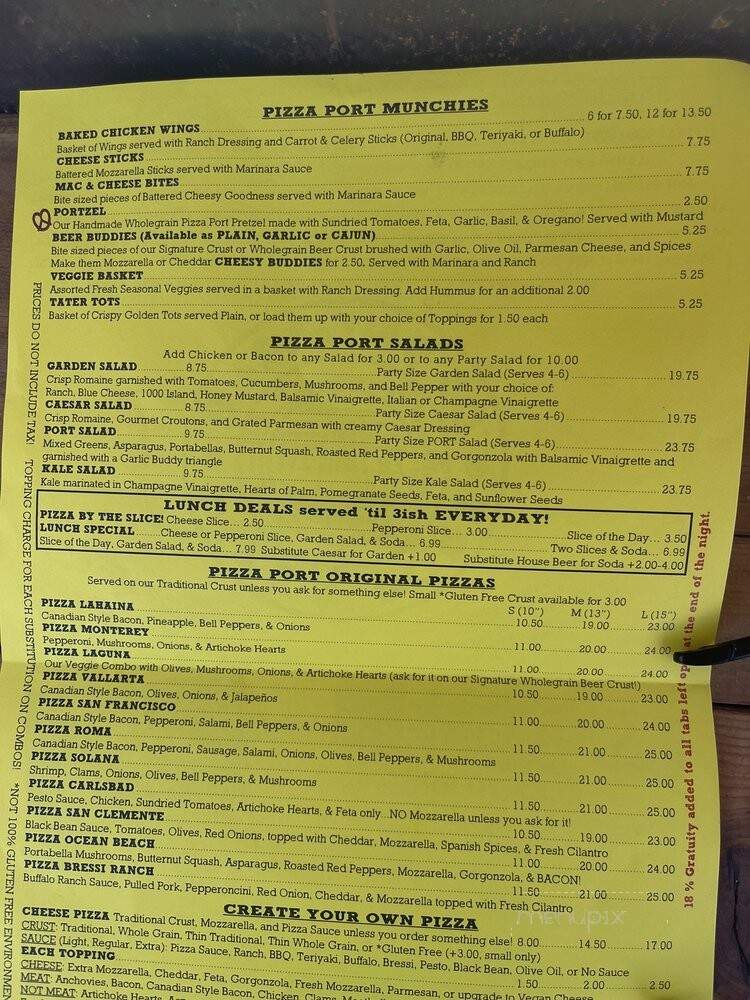 PIZZA PORT MUNCHIES
BAKED CHICKEN WINGS 6 for 7.50, 12 for 13.50
Basket of Wings served with Ranch Dressing and Carrot & Celery Sticks (Original, BBQ, Teriyaki, or Buffalo)
CHEESE STICKS 7.75
Battered Mozzarella Sticks served with Marinara Sauce
MAC & CHEESE BITES 7.75
Bite sized pieces of Battered Cheesy Goodness served with Marinara Sauce
PORTZEL 2.50
Our Handmade Wholegrain Pizza Port Pretzel made with Sundried Tomatoes, Feta, Garlic, Basil, & Oregano! Served with Mustard
BEER BUDDIES (Available as PLAIN, GARLIC or CAJUN) 5.25
Bite sized pieces of our Signature Crust or Wholegrain Beer Crust brushed with Garlic, Olive Oil, Parmesan Cheese, and Spices
Make them Mozzarella or Cheddar CHEESY BUDDIES for 2.50. Served with Marinara and Ranch
VEGGIE BASKET 5.25
Assorted Fresh Seasonal Veggies served in a basket with Ranch Dressing. Add Hummus for an additional 2.00
TATER TOTS 5.25
Basket of Crispy Golden Tots served Plain, or load them up with your choice of Toppings for 1.50 each
PIZZA PORT SALADS
Add Chicken or Bacon to any Salad for 3.00 or to any Party Salad for 10.00
GARDEN SALAD 8.75 Party Size Garden Salad (Serves 4-6) 19.75
Crisp Romaine garnished with Tomatoes, Cucumbers, Mushrooms, and Bell Pepper with your choice of:
Ranch, Blue Cheese, 1000 Island, Honey Mustard, Balsamic Vinaigrette, Italian or Champagne Vinaigrette
CAESAR SALAD 8.75 Party Size Caesar Salad (Serves 4-6) 19.75
Crisp Romaine, Gourmet Croutons, and Grated Parmesan with creamy Caesar Dressing
PORT SALAD 9.75 Party Size PORT Salad (Serves 4-6) 23.75
Mixed Greens, Asparagus, Portabellas, Butternut Squash, Roasted Red Peppers, and Gorgonzola with Balsamic Vinaigrette and
garnished with a Garlic Buddy triangle
KALE SALAD 9.75 Party Size Kale Salad (Serves 4-6) 23.75
Kale marinated in Champagne Vinaigrette, Hearts of Palm, Pomegranate Seeds, Feta, and Sunflower Seeds
LUNCH DEALS served 'til 3ish EVERYDAY!
PIZZA BY THE SLICE! Cheese Slice... 2.50 Pepperoni Slice... 3.00 Slice of the Day... 3.50
LUNCH SPECIAL Cheese or Pepperoni Slice, Garden Salad, & Soda... 6.99 Two Slices & Soda... 6.99
Slice of the Day, Garden Salad, & Soda... 7.99 Substitute Caesar for Garden +1.00 Substitute House Beer for Soda +2.00-4.00
PIZZA PORT ORIGINAL PIZZAS
Served on our Traditional Crust unless you ask for something else! Small *Gluten Free Crust available for 3.00
S (10") M (13") L (15")
PIZZA LAHAINA 10.50 19.00 23.00
Canadian Style Bacon, Pineapple, Bell Peppers, & Onions
PIZZA MONTEREY 11.00 20.00 24.00
Pepperoni, Mushrooms, Onions, & Artichoke Hearts
PIZZA LAGUNA 11.00 20.00 24.00
Our Veggie Combo with Olives, Mushrooms, Onions, & Artichoke Hearts (ask for it on our Signature Wholegrain Beer Crust!)
PIZZA VALLARTA 10.50 19.00 23.00
Canadian Style Bacon, Olives, Onions, & Jalapeños
PIZZA SAN FRANCISCO 11.00 20.00 24.00
Canadian Style Bacon, Pepperoni, Salami, Bell Peppers, & Onions
PIZZA ROMA 11.50 21.00 25.00
Canadian Style Bacon, Pepperoni, Sausage, Salami, Onions, Olives, Bell Peppers, & Mushrooms
PIZZA SOLANA 11.50 21.00 25.00
Shrimp, Clams, Onions, Olives, Bell Peppers, & Mushrooms
PIZZA CARLSBAD 11.50 21.00 25.00
Pesto Sauce, Chicken, Sundried Tomatoes, Artichoke Hearts, & Feta only...NO Mozzarella unless you ask for it!
PIZZA SAN CLEMENTE 10.50 19.00 23.00
Black Bean Sauce, Tomatoes, Olives, Red Onions, topped with Cheddar, Mozzarella, Spanish Spices, & Fresh Cilantro
PIZZA OCEAN BEACH 11.00 20.00 24.00
Portabella Mushrooms, Butternut Squash, Asparagus, Roasted Red Peppers, Mozzarella, Gorgonzola, & BACON!
PIZZA BRESSI RANCH 11.50 21.00 25.00
Buffalo Ranch Sauce, Pulled Pork, Pepperoncini, Red Onion, Cheddar, & Mozzarella topped with Fresh Cilantro
CREATE YOUR OWN PIZZA
CHEESE PIZZA Traditional Crust, Mozzarella, and Pizza Sauce unless you order something else! 8.00 14.50 17.00
CRUST: Traditional, Whole Grain, Thin Traditional, Thin Whole Grain, or *Gluten Free (+3.00, small only)
SAUCE (Light, Regular, Extra): Pizza Sauce, Ranch, BBQ, Teriyaki, Buffalo, Bressi, Pesto, Black Bean, Olive Oil, or No Sauce
EACH TOPPING 1.50 2.00 2.50
CHEESE: Extra Mozzarella, Cheddar, Feta, Gorgonzola, Fresh Mozzarella, Parmesan, or upgrade to Vegan Cheese
MEAT: Anchovies, Bacon, Canadian Style Bacon, Chicken, Clams,
NOT MEAT: Artichoke Hearts,
PRICES DO NOT INCLUDE TAX! TOPPING CHARGE FOR EACH SUBSTITUTION ON COMBOS! *NOT 100% GLUTEN FREE ENVIRONMEN
18 % Gratuity added to all tabs left op at the end of the night.
menupix